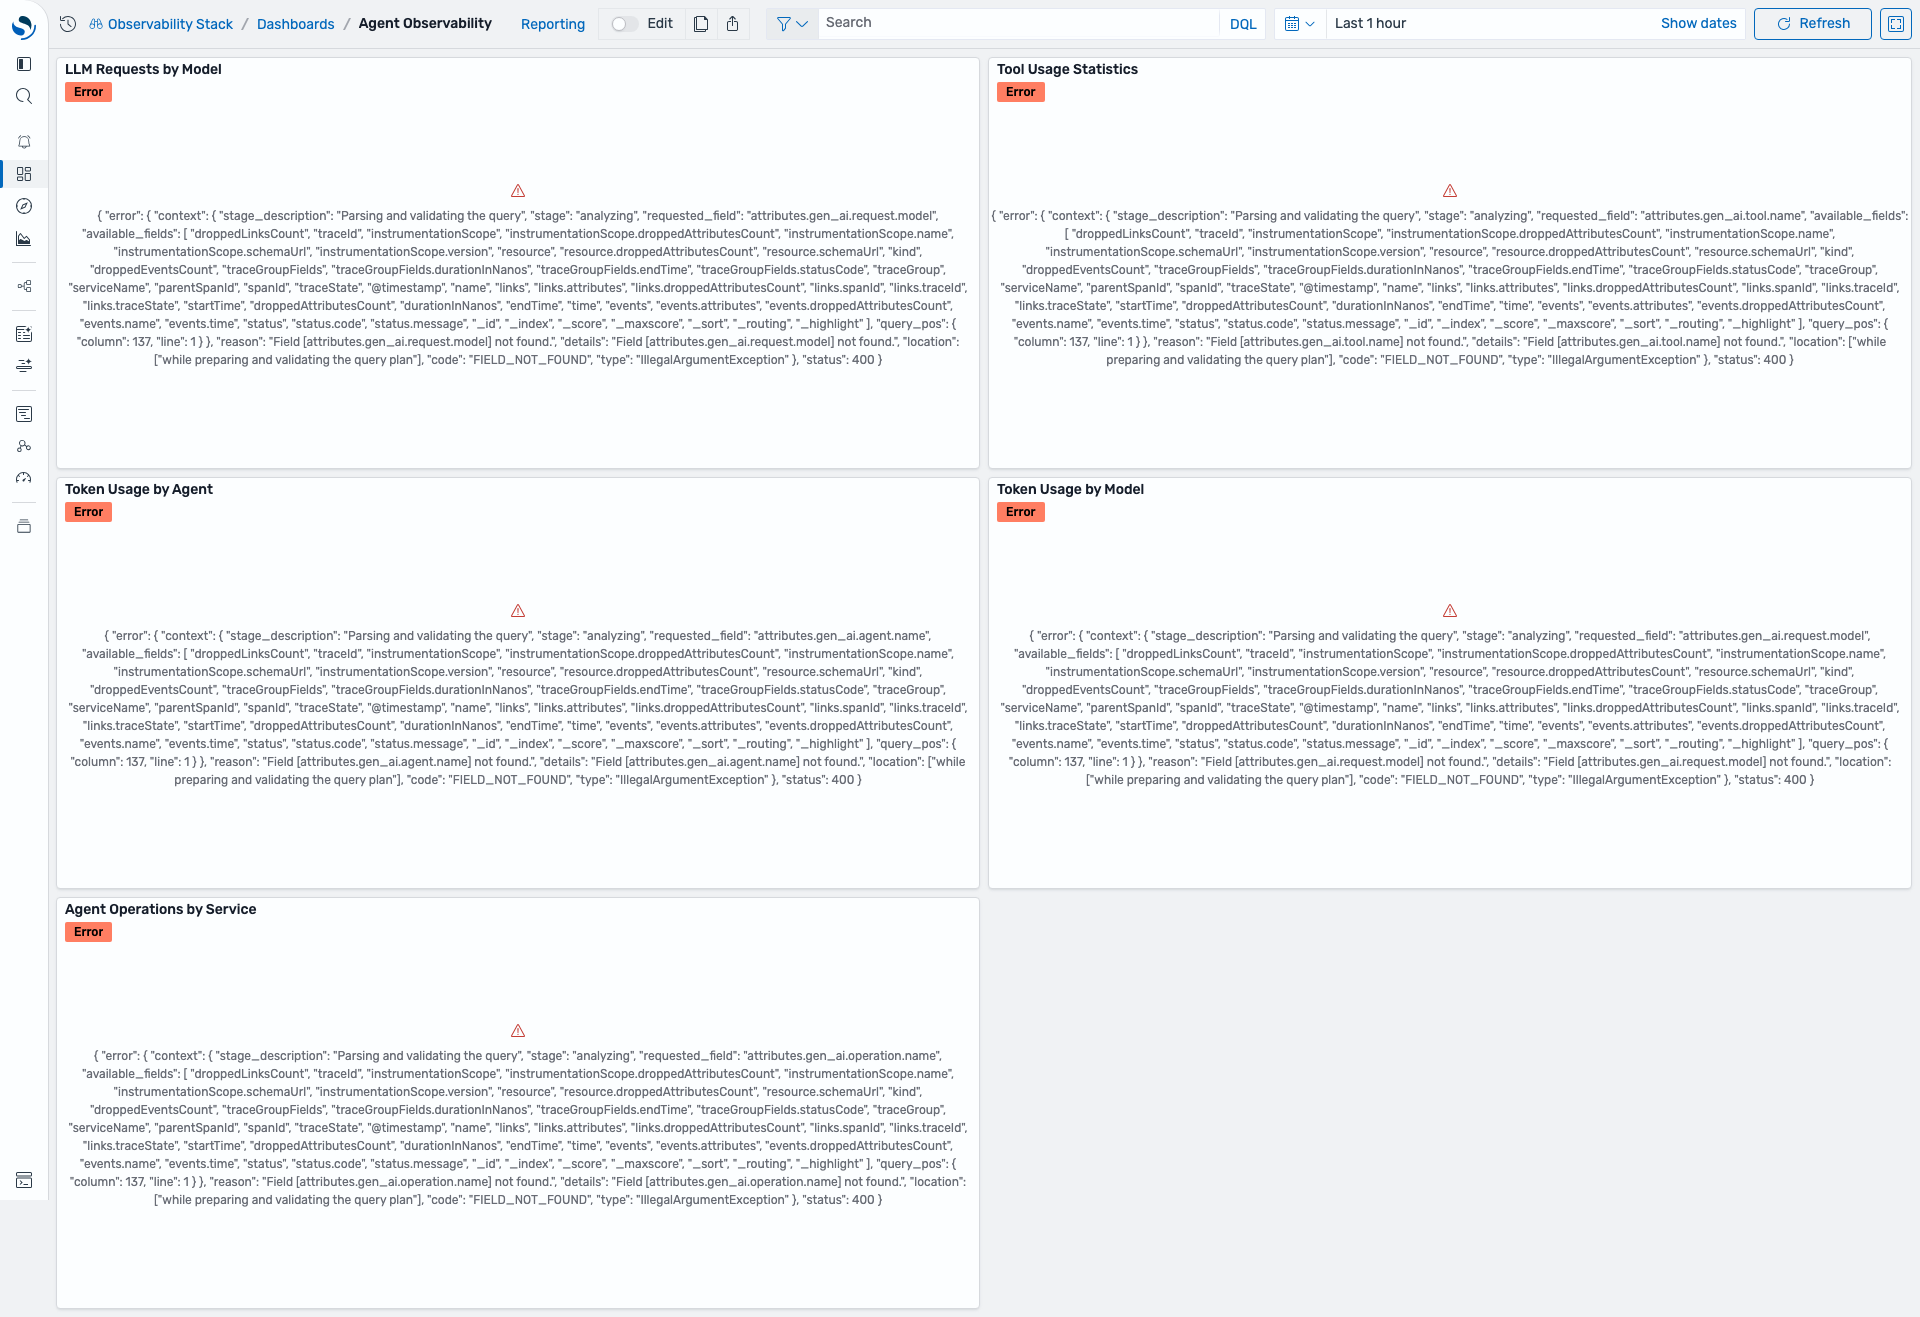 Observability Stack / Dashboards / Agent Observability Reporting Edit Search DQL Last 1 hour Show dates Refresh
LLM Requests by Model
Error
{ "error": { "context": { "stage_description": "Parsing and validating the query", "stage": "analyzing", "requested_field": "attributes.gen_ai.request.model",
"available_fields": [ "droppedLinksCount", "traceId", "instrumentationScope", "instrumentationScope.droppedAttributesCount", "instrumentationScope.name",
"instrumentationScope.schemaUrl", "instrumentationScope.version", "resource", "resource.droppedAttributesCount", "resource.schemaUrl", "kind",
"droppedEventsCount", "traceGroupFields", "traceGroupFields.durationInNanos", "traceGroupFields.endTime", "traceGroupFields.statusCode", "traceGroup",
"serviceName", "parentSpanId", "spanId", "traceState", "@timestamp", "name", "links", "links.attributes", "links.droppedAttributesCount", "links.spanId", "links.traceId",
"links.traceState", "startTime", "droppedAttributesCount", "durationInNanos", "endTime", "time", "events", "events.attributes", "events.droppedAttributesCount",
"events.name", "events.time", "status", "status.code", "status.message", "_id", "_index", "_score", "_maxscore", "_sort", "_routing", "_highlight" ], "query_pos": {
"column": 137, "line": 1 } }, "reason": "Field [attributes.gen_ai.request.model] not found.", "details": "Field [attributes.gen_ai.request.model] not found.", "location":
["while preparing and validating the query plan"], "code": "FIELD_NOT_FOUND", "type": "IllegalArgumentException" }, "status": 400 }
Tool Usage Statistics
Error
{ "error": { "context": { "stage_description": "Parsing and validating the query", "stage": "analyzing", "requested_field": "attributes.gen_ai.tool.name", "available_fields":
[ "droppedLinksCount", "traceId", "instrumentationScope", "instrumentationScope.droppedAttributesCount", "instrumentationScope.name",
"instrumentationScope.schemaUrl", "instrumentationScope.version", "resource", "resource.droppedAttributesCount", "resource.schemaUrl", "kind",
"droppedEventsCount", "traceGroupFields", "traceGroupFields.durationInNanos", "traceGroupFields.endTime", "traceGroupFields.statusCode", "traceGroup",
"serviceName", "parentSpanId", "spanId", "traceState", "@timestamp", "name", "links", "links.attributes", "links.droppedAttributesCount", "links.spanId", "links.traceId",
"links.traceState", "startTime", "droppedAttributesCount", "durationInNanos", "endTime", "time", "events", "events.attributes", "events.droppedAttributesCount",
"events.name", "events.time", "status", "status.code", "status.message", "_id", "_index", "_score", "_maxscore", "_sort", "_routing", "_highlight" ], "query_pos": {
"column": 137, "line": 1 } }, "reason": "Field [attributes.gen_ai.tool.name] not found.", "details": "Field [attributes.gen_ai.tool.name] not found.", "location": ["while
preparing and validating the query plan"], "code": "FIELD_NOT_FOUND", "type": "IllegalArgumentException" }, "status": 400 }
Token Usage by Agent
Error
{ "error": { "context": { "stage_description": "Parsing and validating the query", "stage": "analyzing", "requested_field": "attributes.gen_ai.agent.name",
"available_fields": [ "droppedLinksCount", "traceId", "instrumentationScope", "instrumentationScope.droppedAttributesCount", "instrumentationScope.name",
"instrumentationScope.schemaUrl", "instrumentationScope.version", "resource", "resource.droppedAttributesCount", "resource.schemaUrl", "kind",
"droppedEventsCount", "traceGroupFields", "traceGroupFields.durationInNanos", "traceGroupFields.endTime", "traceGroupFields.statusCode", "traceGroup",
"serviceName", "parentSpanId", "spanId", "traceState", "@timestamp", "name", "links", "links.attributes", "links.droppedAttributesCount", "links.spanId", "links.traceId",
"links.traceState", "startTime", "droppedAttributesCount", "durationInNanos", "endTime", "time", "events", "events.attributes", "events.droppedAttributesCount",
"events.name", "events.time", "status", "status.code", "status.message", "_id", "_index", "_score", "_maxscore", "_sort", "_routing", "_highlight" ], "query_pos": {
"column": 137, "line": 1 } }, "reason": "Field [attributes.gen_ai.agent.name] not found.", "details": "Field [attributes.gen_ai.agent.name] not found.", "location": ["while
preparing and validating the query plan"], "code": "FIELD_NOT_FOUND", "type": "IllegalArgumentException" }, "status": 400 }
Token Usage by Model
Error
{ "error": { "context": { "stage_description": "Parsing and validating the query", "stage": "analyzing", "requested_field": "attributes.gen_ai.request.model",
"available_fields": [ "droppedLinksCount", "traceId", "instrumentationScope", "instrumentationScope.droppedAttributesCount", "instrumentationScope.name",
"instrumentationScope.schemaUrl", "instrumentationScope.version", "resource", "resource.droppedAttributesCount", "resource.schemaUrl", "kind",
"droppedEventsCount", "traceGroupFields", "traceGroupFields.durationInNanos", "traceGroupFields.endTime", "traceGroupFields.statusCode", "traceGroup",
"serviceName", "parentSpanId", "spanId", "traceState", "@timestamp", "name", "links", "links.attributes", "links.droppedAttributesCount", "links.spanId", "links.traceId",
"links.traceState", "startTime", "droppedAttributesCount", "durationInNanos", "endTime", "time", "events", "events.attributes", "events.droppedAttributesCount",
"events.name", "events.time", "status", "status.code", "status.message", "_id", "_index", "_score", "_maxscore", "_sort", "_routing", "_highlight" ], "query_pos": {
"column": 137, "line": 1 } }, "reason": "Field [attributes.gen_ai.request.model] not found.", "details": "Field [attributes.gen_ai.request.model] not found.", "location":
["while preparing and validating the query plan"], "code": "FIELD_NOT_FOUND", "type": "IllegalArgumentException" }, "status": 400 }
Agent Operations by Service
Error
{ "error": { "context": { "stage_description": "Parsing and validating the query", "stage": "analyzing", "requested_field": "attributes.gen_ai.operation.name",
"available_fields": [ "droppedLinksCount", "traceId", "instrumentationScope", "instrumentationScope.droppedAttributesCount", "instrumentationScope.name",
"instrumentationScope.schemaUrl", "instrumentationScope.version", "resource", "resource.droppedAttributesCount", "resource.schemaUrl", "kind",
"droppedEventsCount", "traceGroupFields", "traceGroupFields.durationInNanos", "traceGroupFields.endTime", "traceGroupFields.statusCode", "traceGroup",
"serviceName", "parentSpanId", "spanId", "traceState", "@timestamp", "name", "links", "links.attributes", "links.droppedAttributesCount", "links.spanId", "links.traceId",
"links.traceState", "startTime", "droppedAttributesCount", "durationInNanos", "endTime", "time", "events", "events.attributes", "events.droppedAttributesCount",
"events.name", "events.time", "status", "status.code", "status.message", "_id", "_index", "_score", "_maxscore", "_sort", "_routing", "_highlight" ], "query_pos": {
"column": 137, "line": 1 } }, "reason": "Field [attributes.gen_ai.operation.name] not found.", "details": "Field [attributes.gen_ai.operation.name] not found.", "location":
["while preparing and validating the query plan"], "code": "FIELD_NOT_FOUND", "type": "IllegalArgumentException" }, "status": 400 }